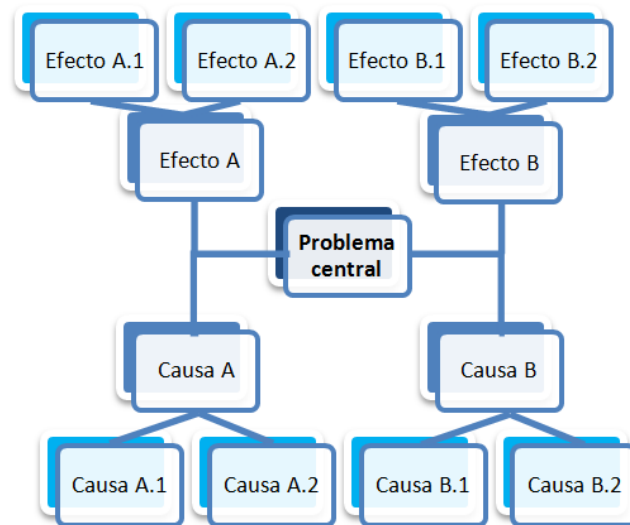 Efecto A.1
Efecto A.2
Efecto B.1
Efecto B.2
Efecto A
Efecto B
Problema
central
Causa A
Causa B
Causa A.1
Causa A.2
Causa B.1
Causa B.2